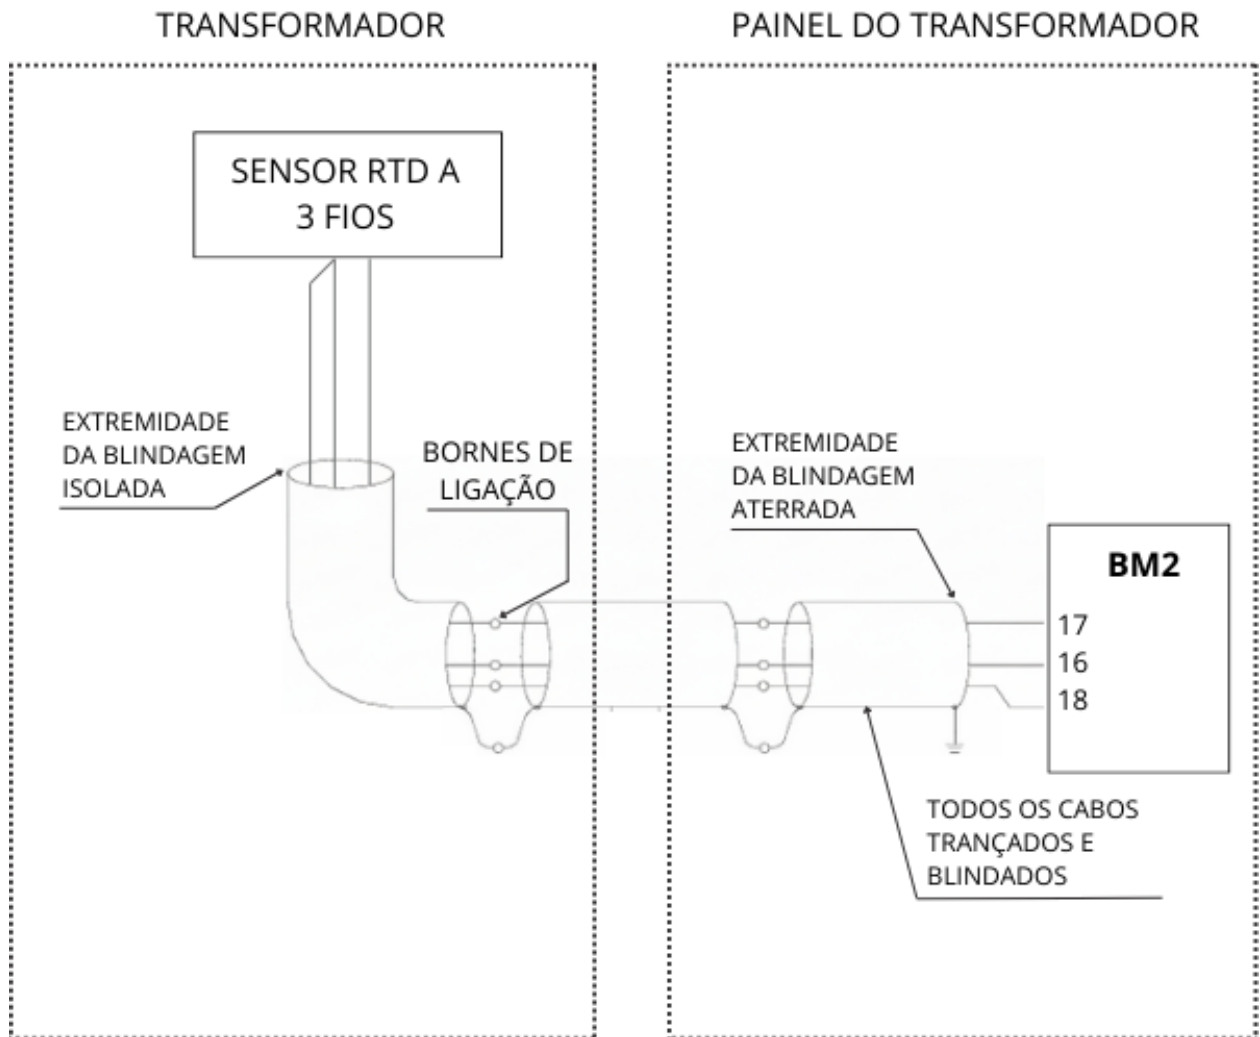 TRANSFORMADOR
PAINEL DO TRANSFORMADOR
SENSOR RTD A
3 FIOS
EXTREMIDADE
DA BLINDAGEM
ISOLADA
BORNES DE
LIGAÇÃO
EXTREMIDADE
DA BLINDAGEM
ATERRADA
BM2
17
16
18
TODOS OS CABOS
TRANÇADOS E
BLINDADOS